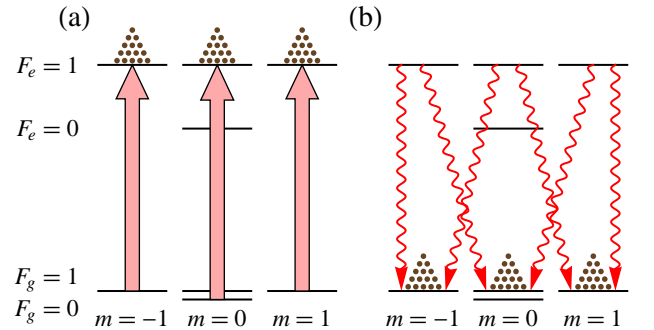 (a)
(b)
F_e = 1
F_e = 0
F_g = 1
F_g = 0
m = −1 m = 0 m = 1
m = −1 m = 0 m = 1